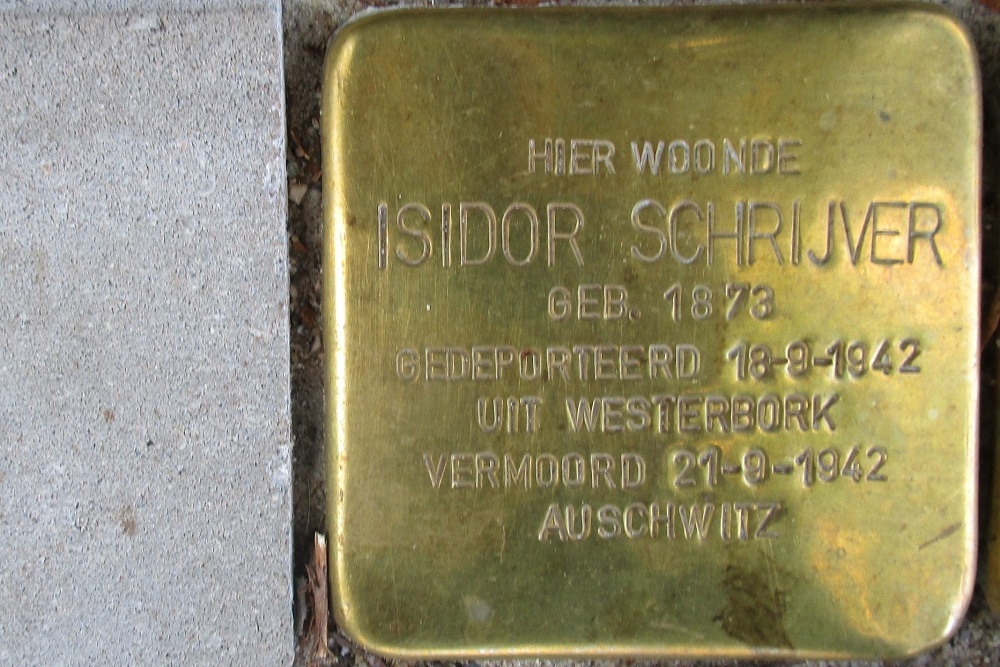 HIER WOONDE
ISIDOR SCHRIJVER
GEB. 1873
GEDEPORTEERD 18-9-1942
UIT WESTERBORK
VERMOORD 21-9-1942
AUSCHWITZ